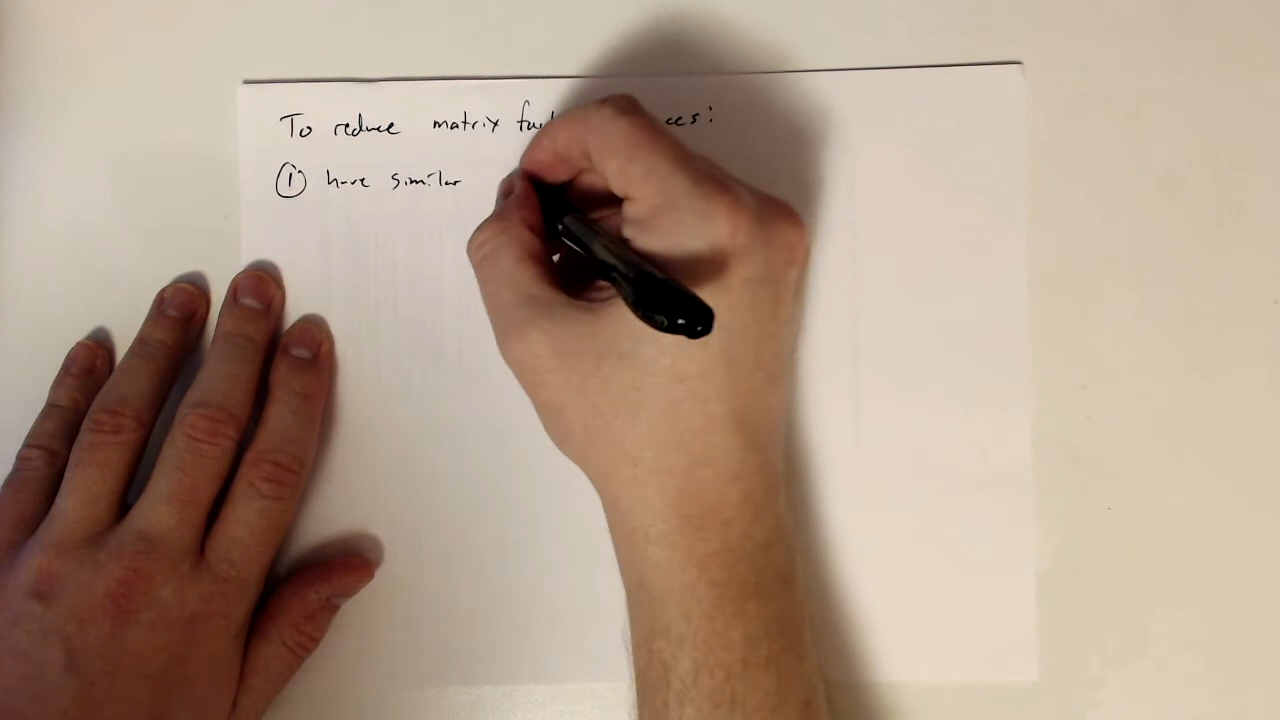 To reduce matrix
① have similar